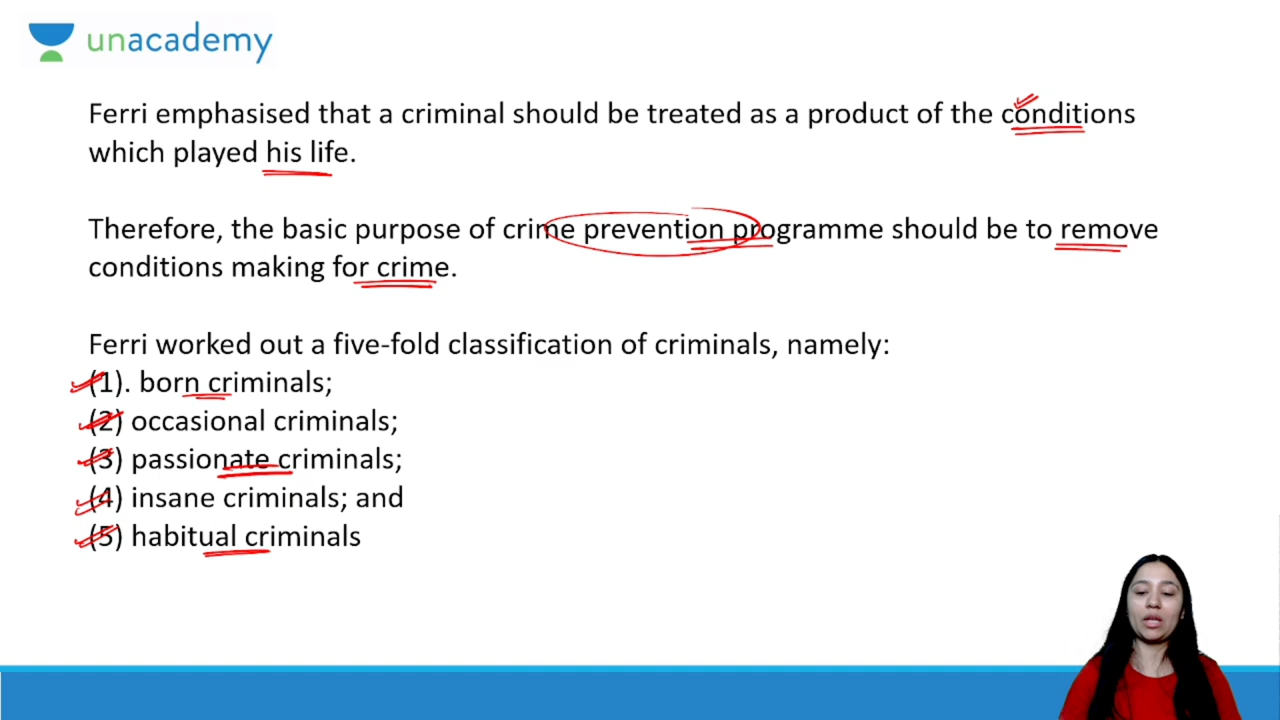 unacademy
Ferri emphasised that a criminal should be treated as a product of the conditions
which played his life.
Therefore, the basic purpose of crime prevention programme should be to remove
conditions making for crime.
Ferri worked out a five-fold classification of criminals, namely:
(1). born criminals;
(2) occasional criminals;
(3) passionate criminals;
(4) insane criminals; and
(5) habitual criminals